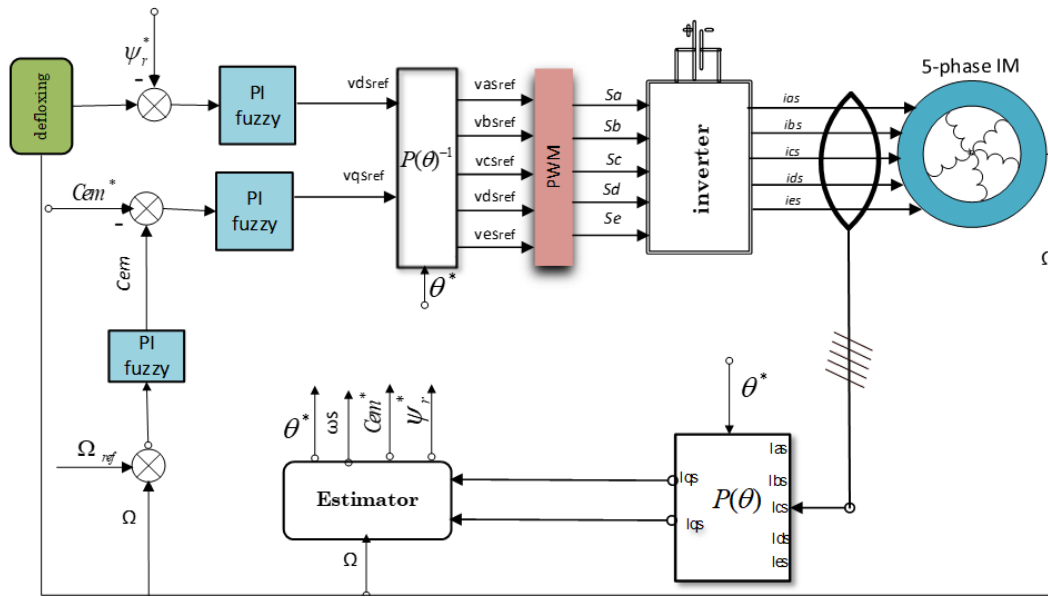 ψr*
-
defloxing
PI
fuzzy
vdsref
P(θ)⁻¹
vasref
vbsref
vcsref
vdsref
vesref
PWM
Sa
Sb
Sc
Sd
Se
+ -
inverter
ias
ibs
ics
ids
ies
5-phase IM
Cem*
-
PI
fuzzy
vqsref
θ*
Cem
PI
fuzzy
Ω ref
Ω
θ*
ωs
Cem*
ψr*
Estimator
Ω
θ*
Iqs
Iqs
P(θ)
Ias
Ibs
Ics
Ids
Ies
Ω